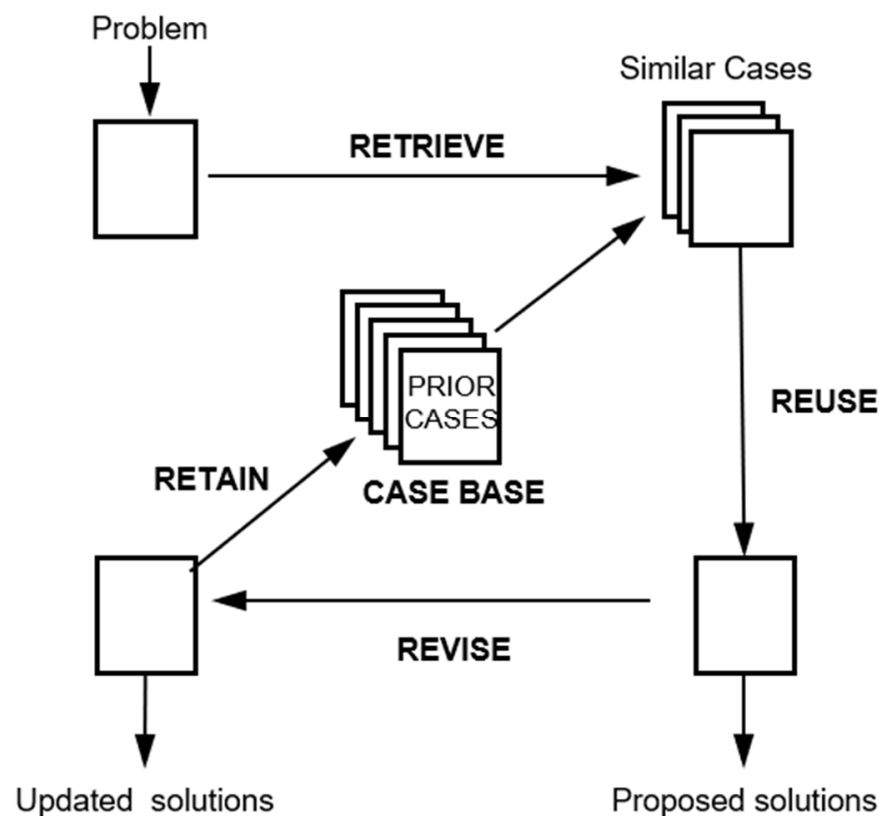 Problem
Similar Cases
RETRIEVE
PRIOR
CASES
REUSE
RETAIN
CASE BASE
REVISE
Updated solutions
Proposed solutions